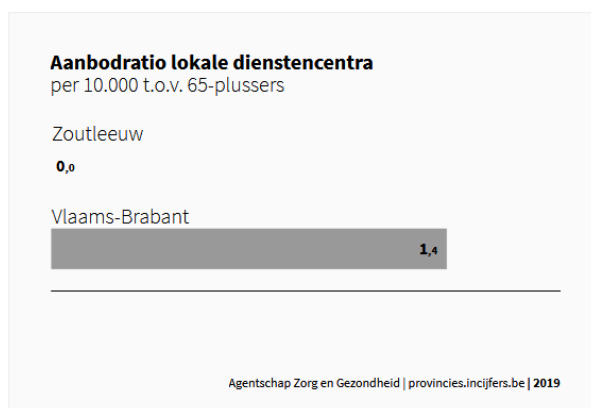 Aanbodratio lokale dienstencentra
per 10.000 t.o.v. 65-plussers
Zoutleeuw
0,0
Vlaams-Brabant
1,4
Agentschap Zorg en Gezondheid | provincies.incijfers.be | 2019